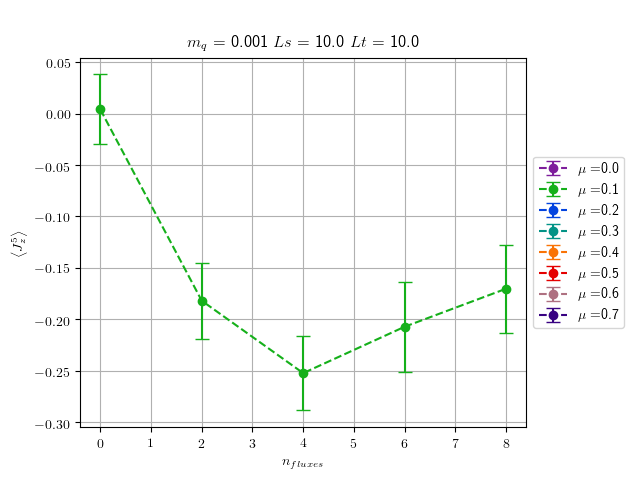 m_q = 0.001 Ls = 10.0 Lt = 10.0
0.05
0.00
−0.05
−0.10
−0.15
−0.20
−0.25
−0.30
⟨J_z^5⟩
0 1 2 3 4 5 6 7 8
n_{fluxes}
μ =0.0
μ =0.1
μ =0.2
μ =0.3
μ =0.4
μ =0.5
μ =0.6
μ =0.7